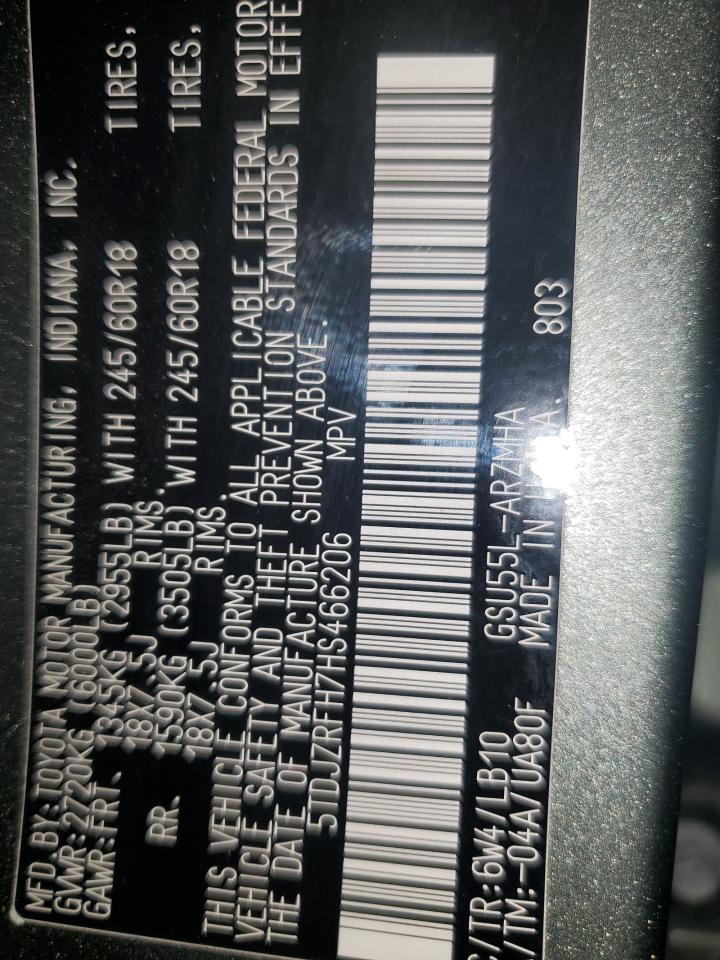 MFD.BY:TOYOTA MOTOR MANUFACTURING, INDIANA, INC.
GVWR:2720KG (6000LB)
GAWR:FRT. 1345KG (2955LB) WITH 245/60R18 TIRES,
18X7.5J RIMS.
RR. 1590KG (3505LB) WITH 245/60R18 TIRES,
18X7.5J RIMS.
THIS VEHICLE CONFORMS TO ALL APPLICABLE FEDERAL MOTOR
VEHICLE SAFETY AND THEFT PREVENTION STANDARDS IN EFFE
THE DATE OF MANUFACTURE SHOWN ABOVE.
5TDJZRFH7HS466206 MPV
C/TR:6W4/LB10 GSU55L-ARZMHA
/TM:-04A/UA80F MADE IN 803